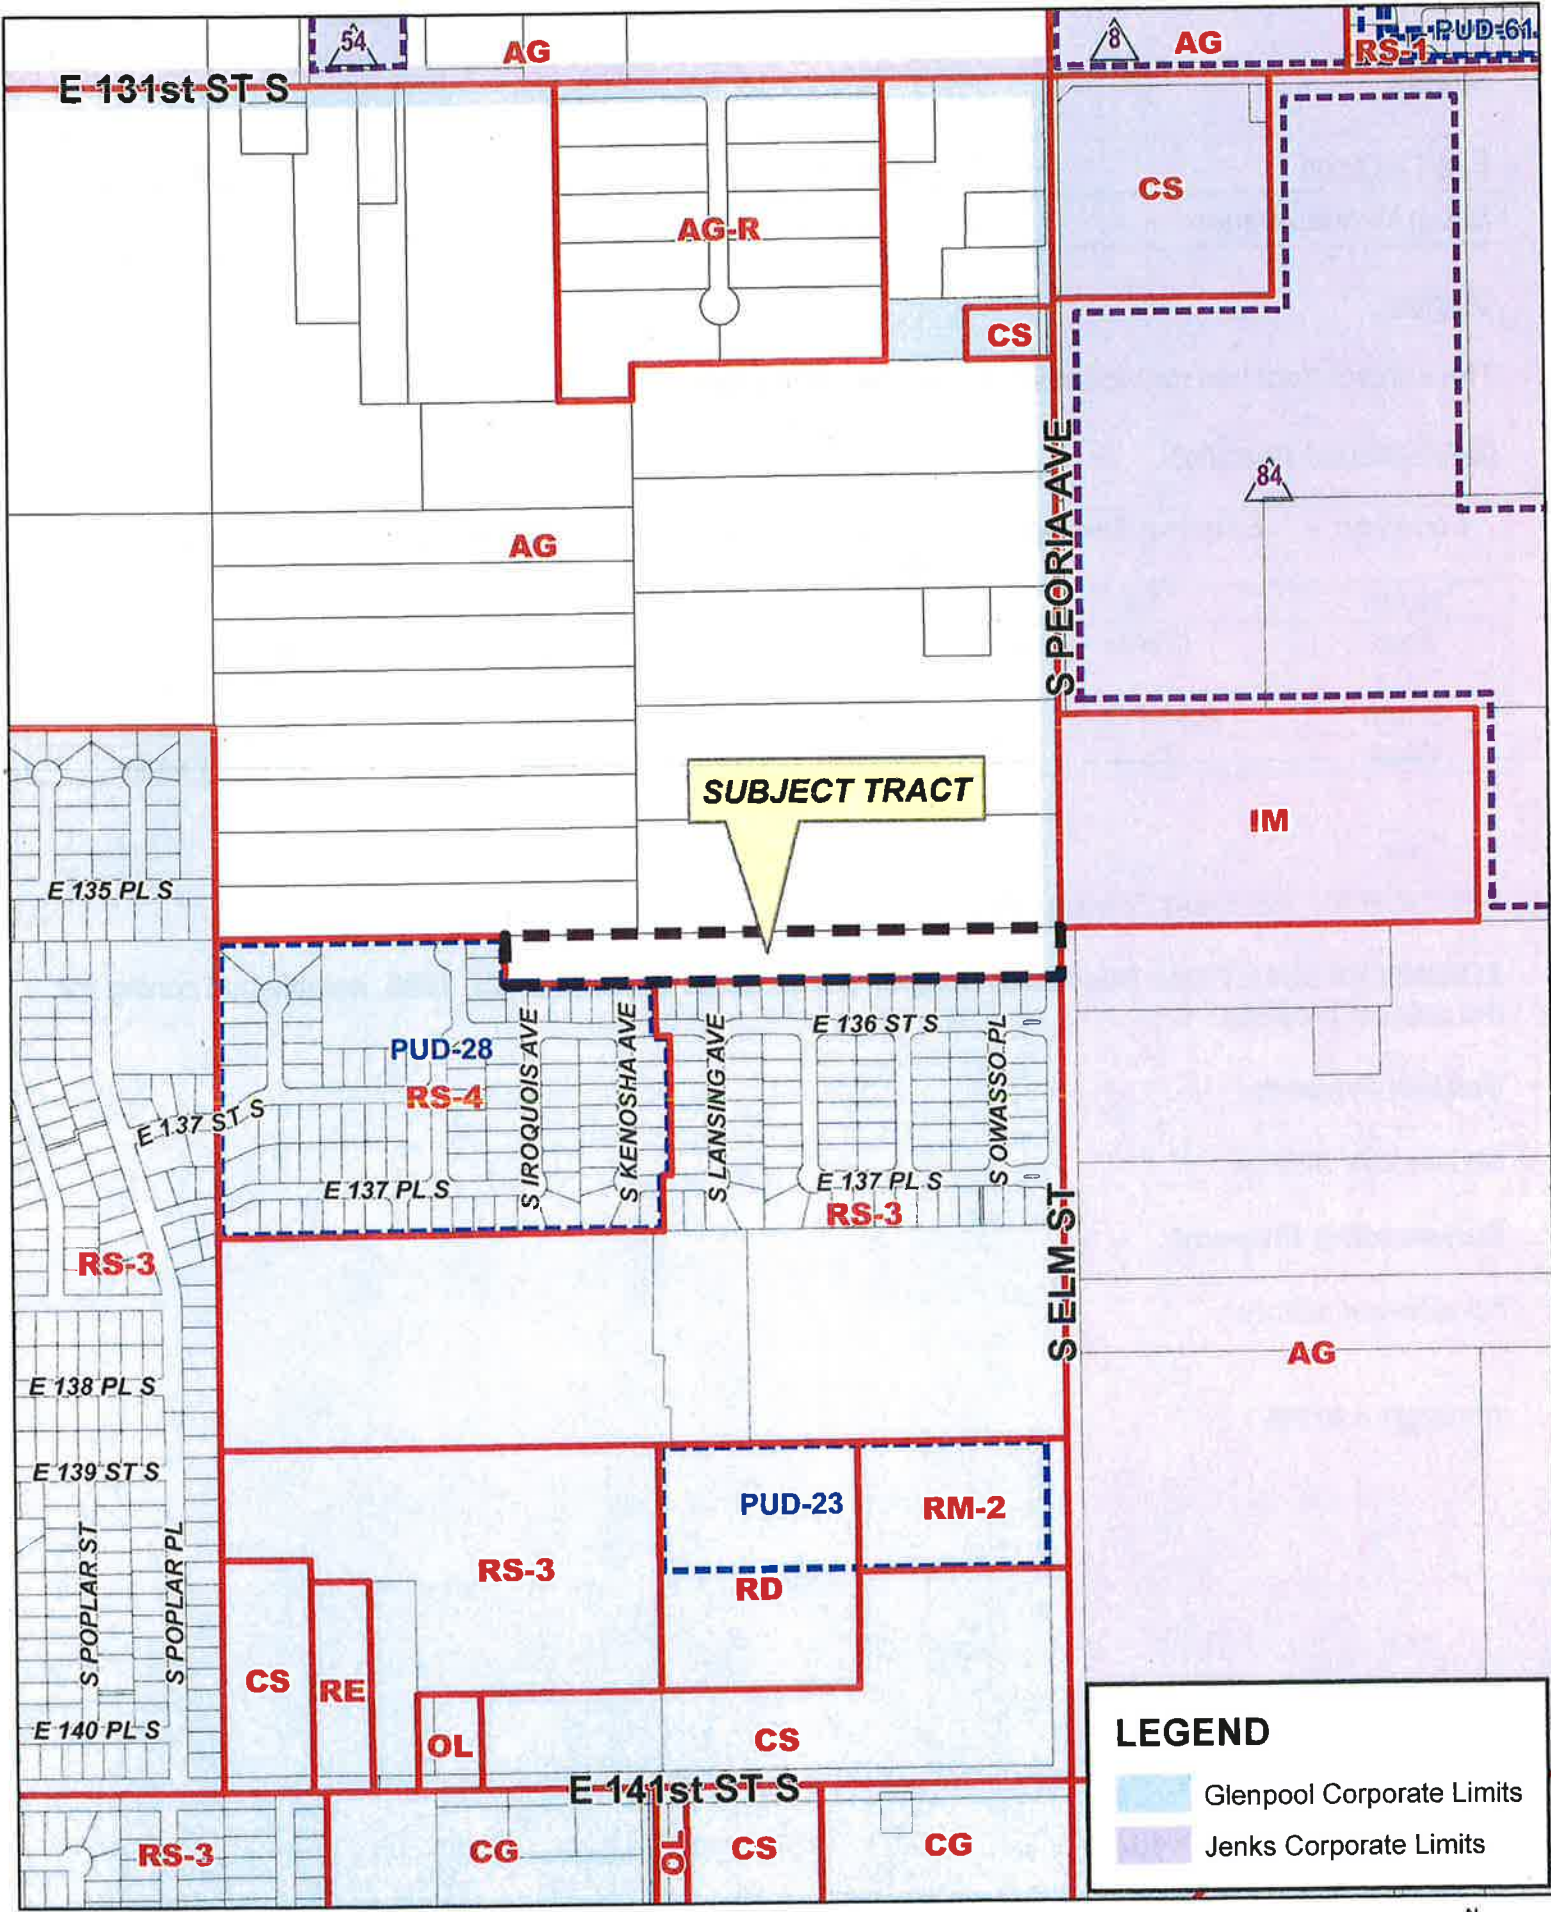 54
AG
8
AG
RS-1
PUD-61
E 131st ST S
CS
AG-R
CS
S PEORIA AVE
84
AG
SUBJECT TRACT
IM
E 135 PL S
E 136 ST S
PUD-28
RS-4
S IROQUOIS AVE
S KENOSHA AVE
S LANSING AVE
S OWASSO PL
E 137 ST S
E 137 PL S
E 137 PL S
RS-3
RS-3
S ELM ST
AG
E 138 PL S
E 139 ST S
PUD-23
RM-2
RS-3
RD
S POPLAR ST
S POPLAR PL
CS
RE
OL
CS
E 140 PL S
E 141st ST S
RS-3
CG
OL
CS
CG
LEGEND
Glenpool Corporate Limits
Jenks Corporate Limits
N